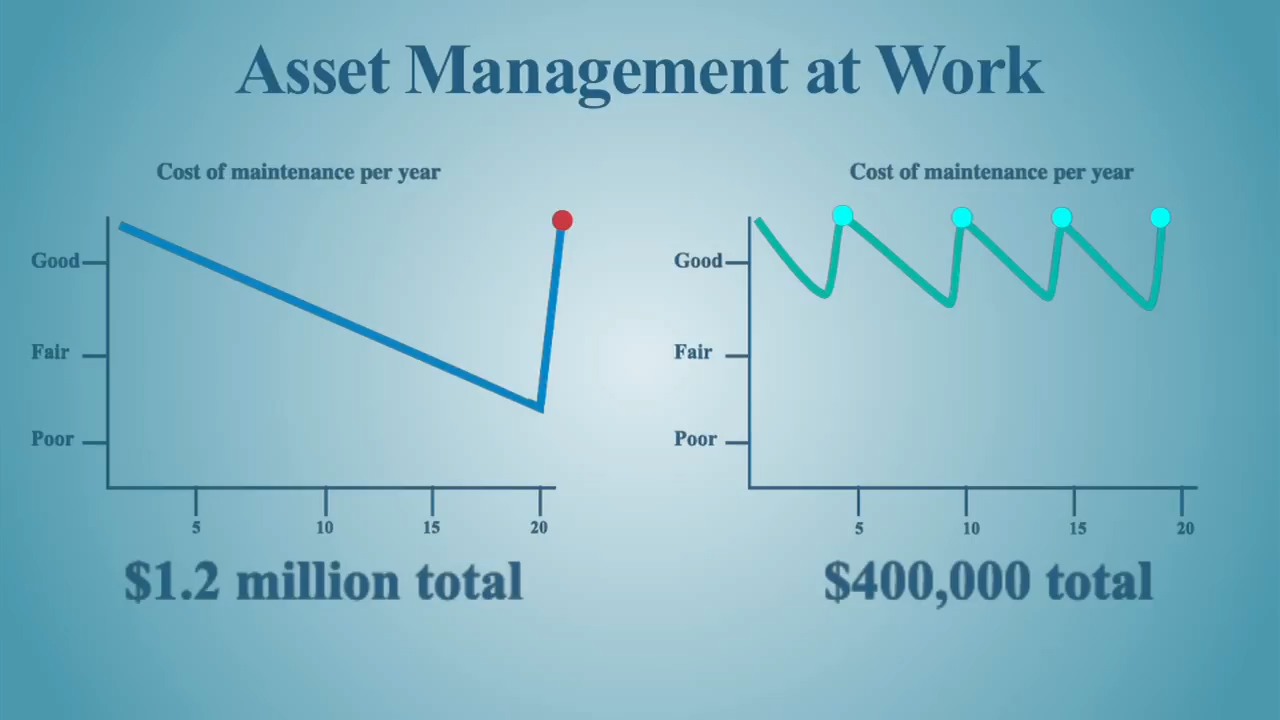 Asset Management at Work
Cost of maintenance per year
Good
Fair
Poor
5 10 15 20
$1.2 million total
Cost of maintenance per year
Good
Fair
Poor
5 10 15 20
$400,000 total